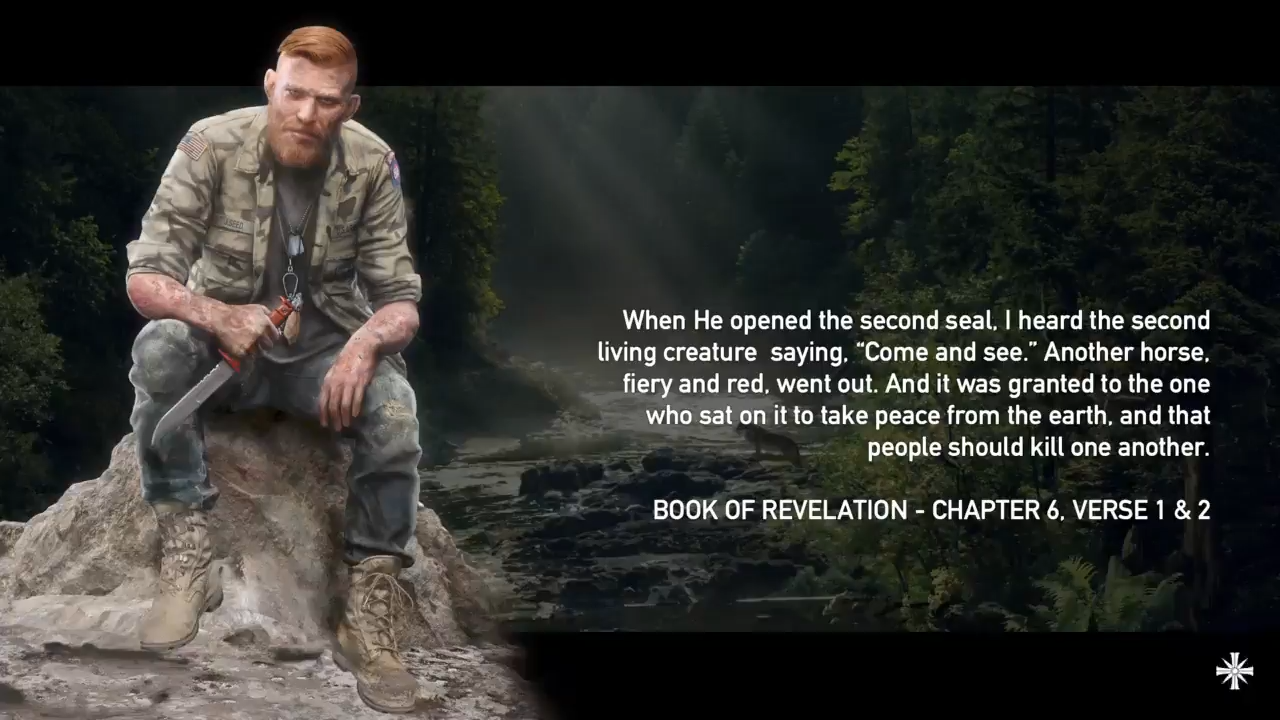 When He opened the second seal, I heard the second
living creature  saying, “Come and see.” Another horse,
fiery and red, went out. And it was granted to the one
who sat on it to take peace from the earth, and that
people should kill one another.
BOOK OF REVELATION - CHAPTER 6, VERSE 1 & 2